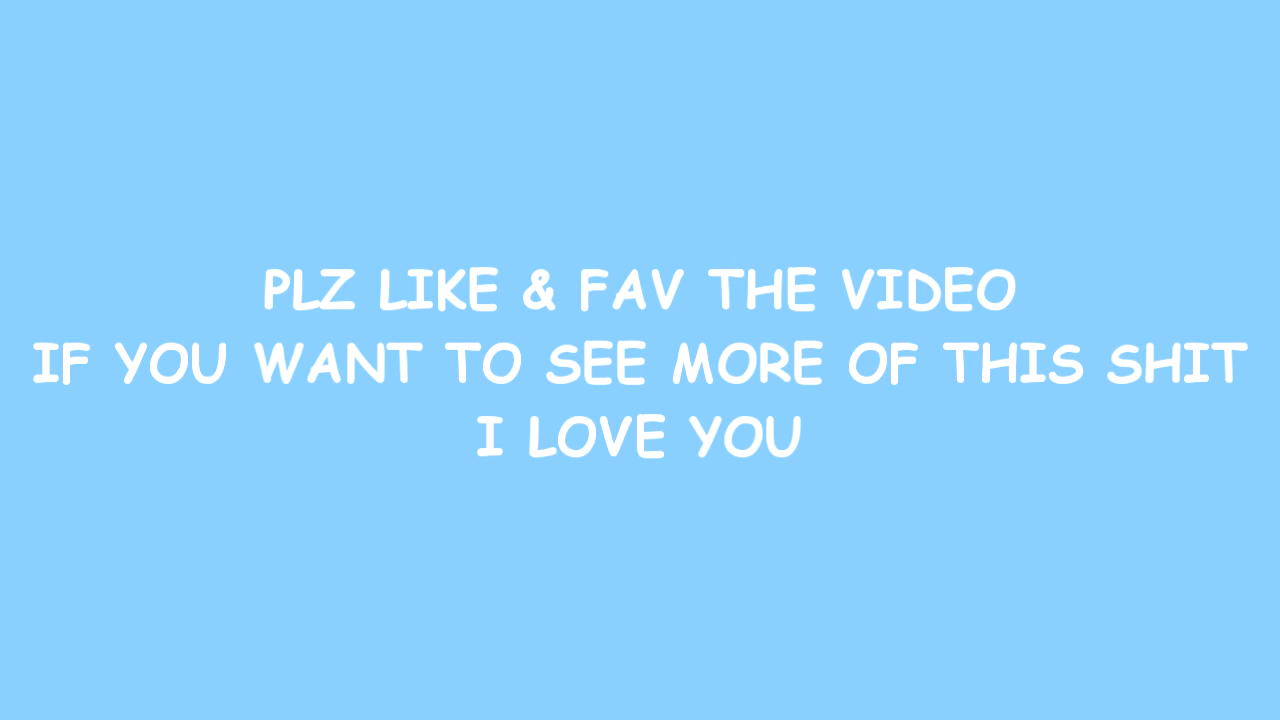 PLZ LIKE & FAV THE VIDEO
IF YOU WANT TO SEE MORE OF THIS SHIT
I LOVE YOU